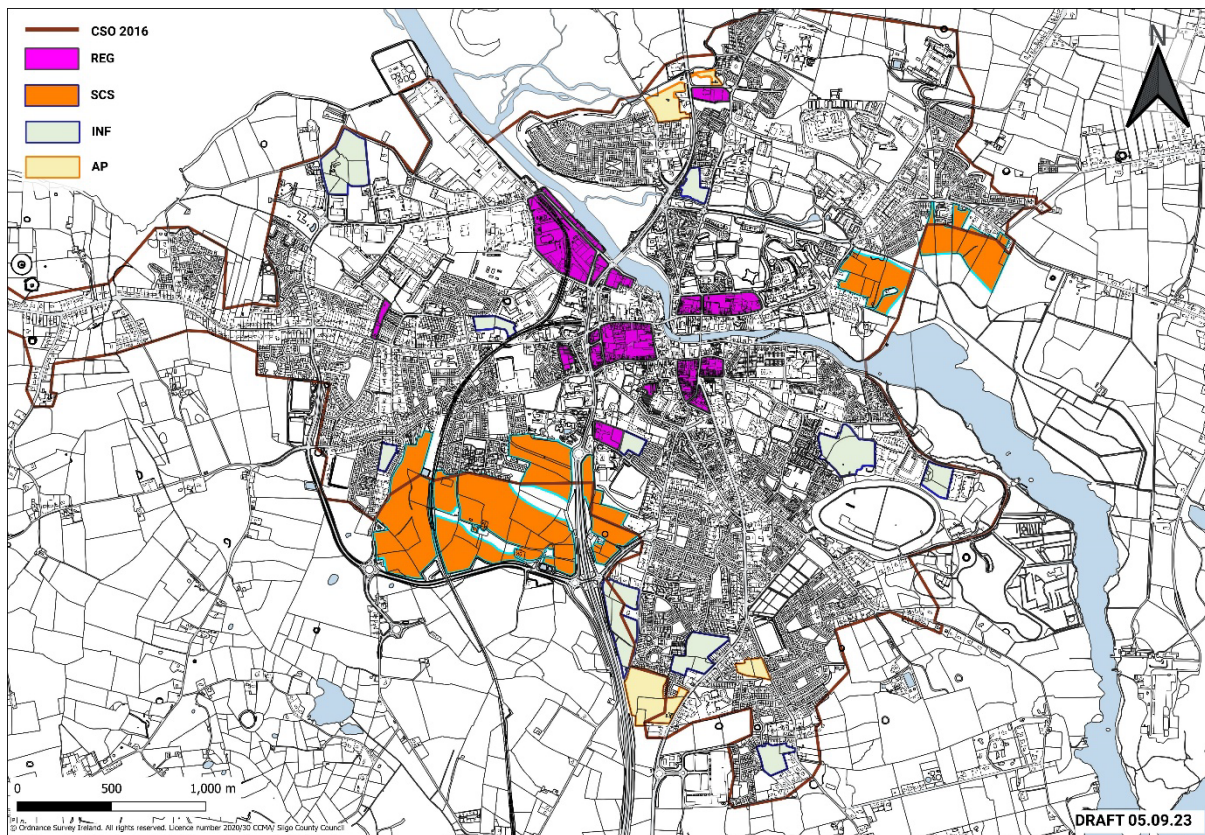 CSO 2016
REG
SCS
INF
AP
N
0 500 1,000 m
© Ordnance Survey Ireland. All rights reserved. Licence number 2020/30 CCMA/ Sligo County Council
DRAFT 05.09.23